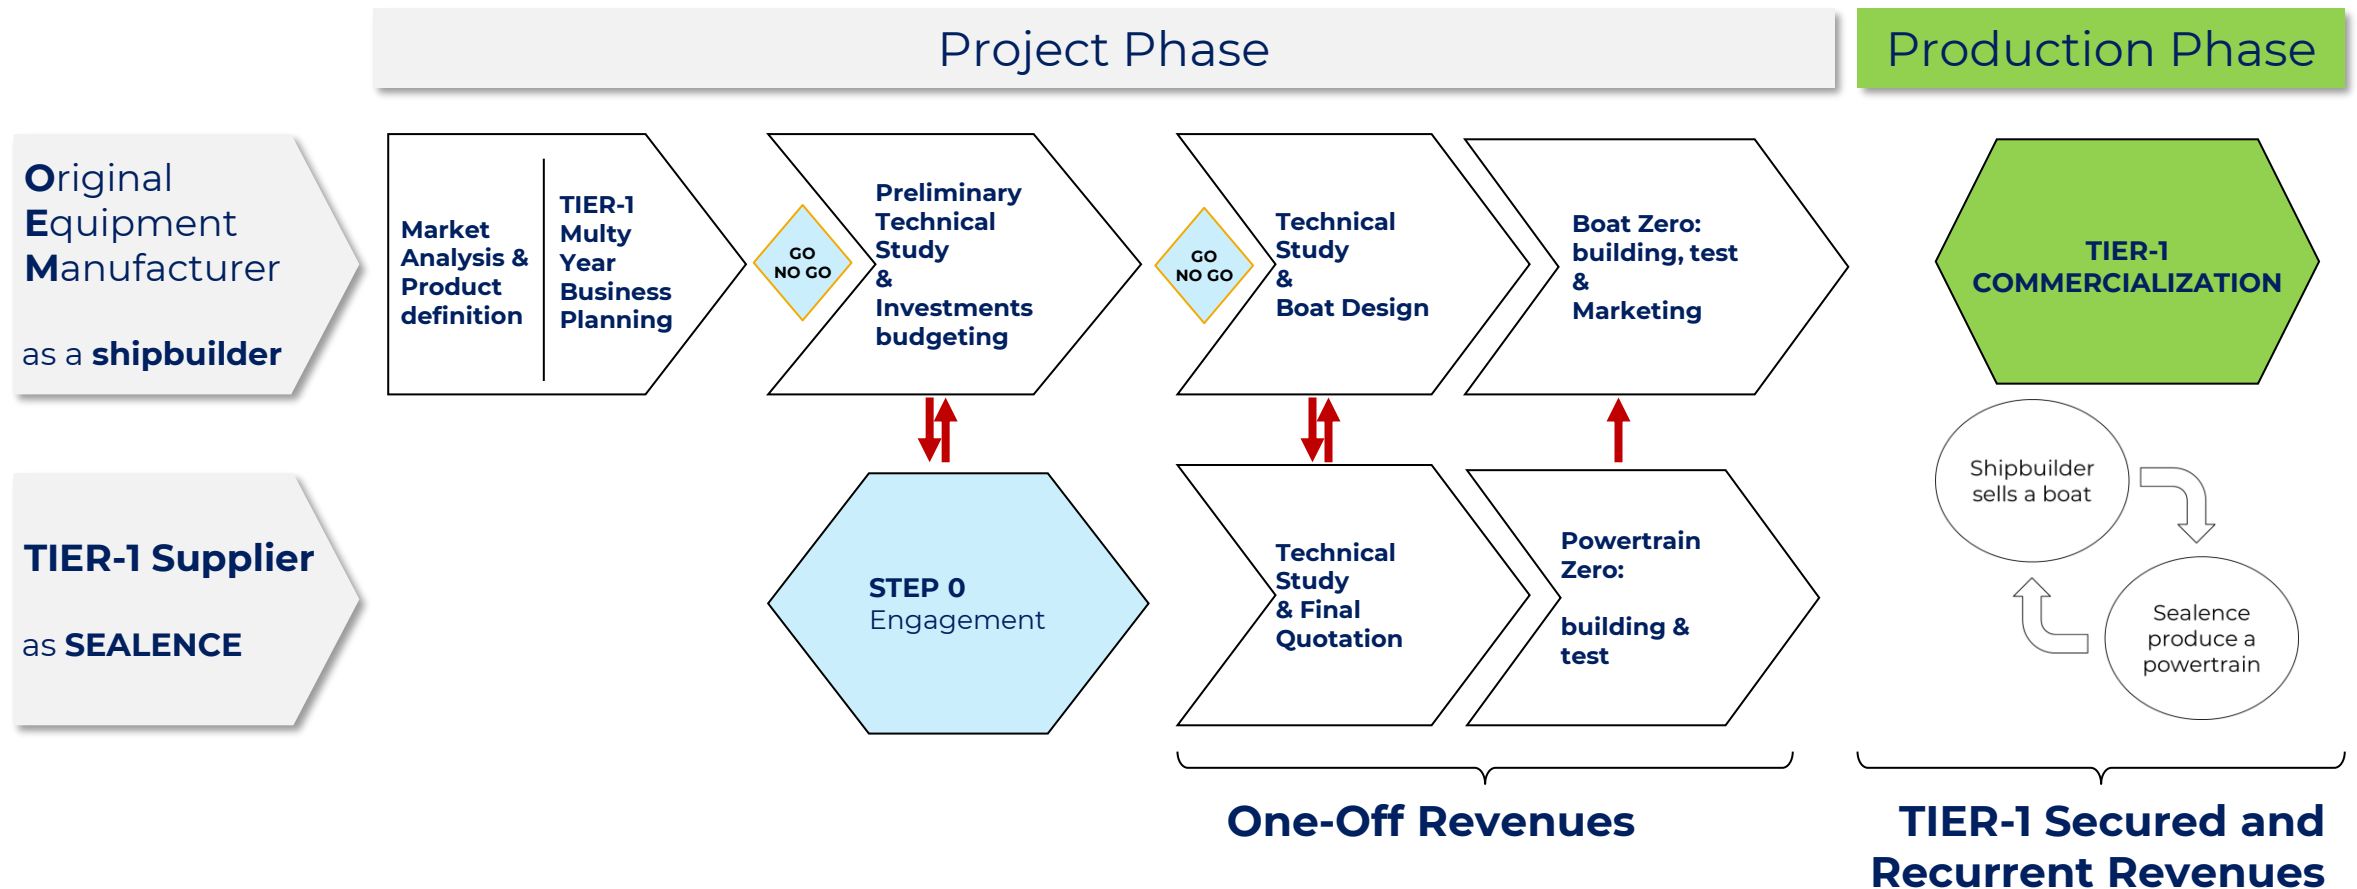 Project Phase
Production Phase
Original
Equipment
Manufacturer
as a shipbuilder
Market
Analysis &
Product
definition
TIER-1
Multy
Year
Business
Planning
GO
NO GO
Preliminary
Technical
Study
&
Investments
budgeting
GO
NO GO
Technical
Study
&
Boat Design
Boat Zero:
building, test
&
Marketing
TIER-1
COMMERCIALIZATION
TIER-1 Supplier
as SEALENCE
STEP 0
Engagement
Technical
Study
& Final
Quotation
Powertrain
Zero:
building &
test
Shipbuilder
sells a boat
Sealence
produce a
powertrain
One-Off Revenues
TIER-1 Secured and
Recurrent Revenues